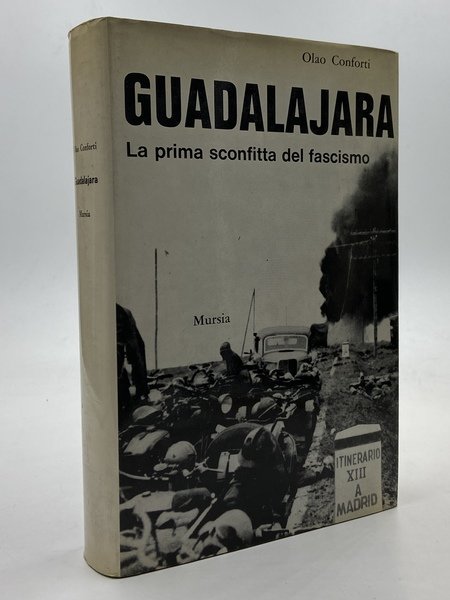 Olao Conforti
GUADALAJARA
La prima sconfitta del fascismo
Mursia
ITINERARIO
XIII
A
MADRID
Olao Conforti
Guadalajara
Mursia